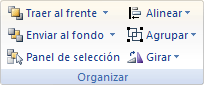 Traer al frente Alinear
Enviar al fondo Agrupar
Panel de selección Girar
Organizar